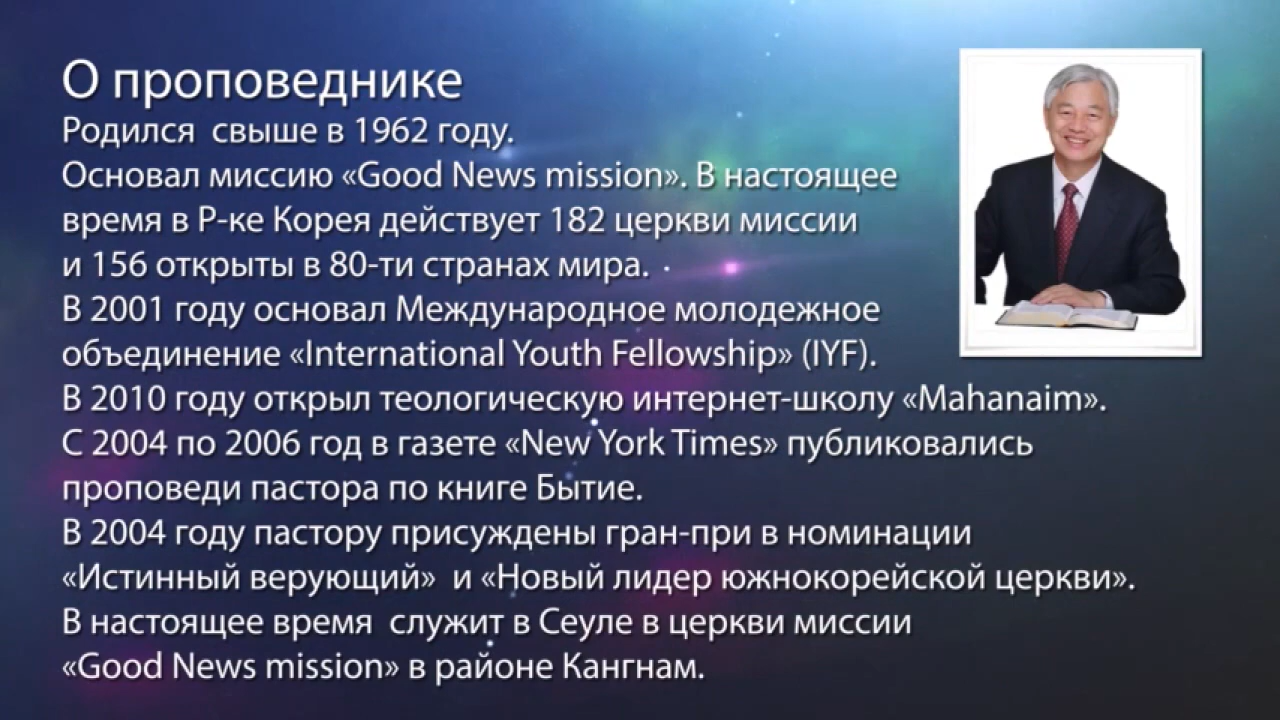 О проповеднике
Родился свыше в 1962 году.
Основал миссию «Good News mission». В настоящее
время в Р-ке Корея действует 182 церкви миссии
и 156 открыты в 80-ти странах мира.
В 2001 году основал Международное молодежное
объединение «International Youth Fellowship» (IYF).
В 2010 году открыл теологическую интернет-школу «Mahanaim».
С 2004 по 2006 год в газете «New York Times» публиковались
проповеди пастора по книге Бытие.
В 2004 году пастору присуждены гран-при в номинации
«Истинный верующий» и «Новый лидер южнокорейской церкви».
В настоящее время служит в Сеуле в церкви миссии
«Good News mission» в районе Кангнам.